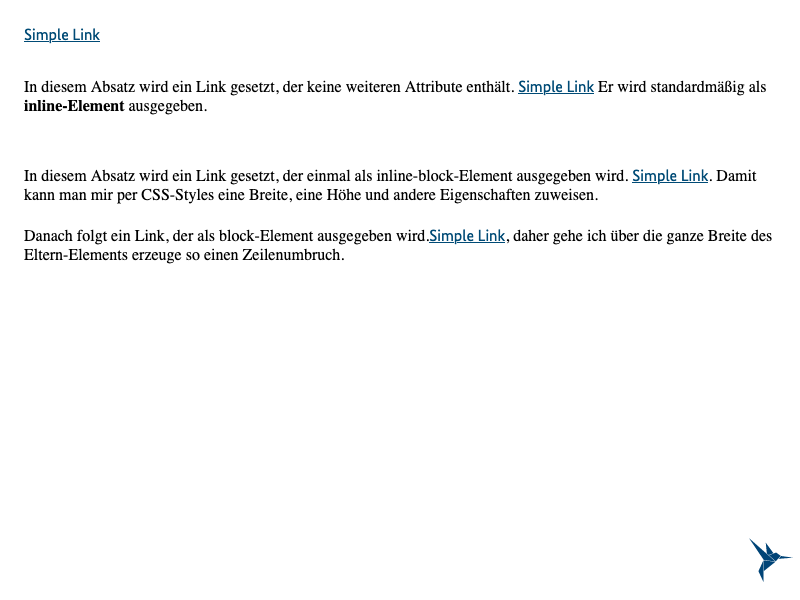 Simple Link
In diesem Absatz wird ein Link gesetzt, der keine weiteren Attribute enthält. Simple Link Er wird standardmäßig als
inline-Element ausgegeben.
In diesem Absatz wird ein Link gesetzt, der einmal als inline-block-Element ausgegeben wird. Simple Link. Damit
kann man mir per CSS-Styles eine Breite, eine Höhe und andere Eigenschaften zuweisen.
Danach folgt ein Link, der als block-Element ausgegeben wird.Simple Link, daher gehe ich über die ganze Breite des
Eltern-Elements erzeuge so einen Zeilenumbruch.